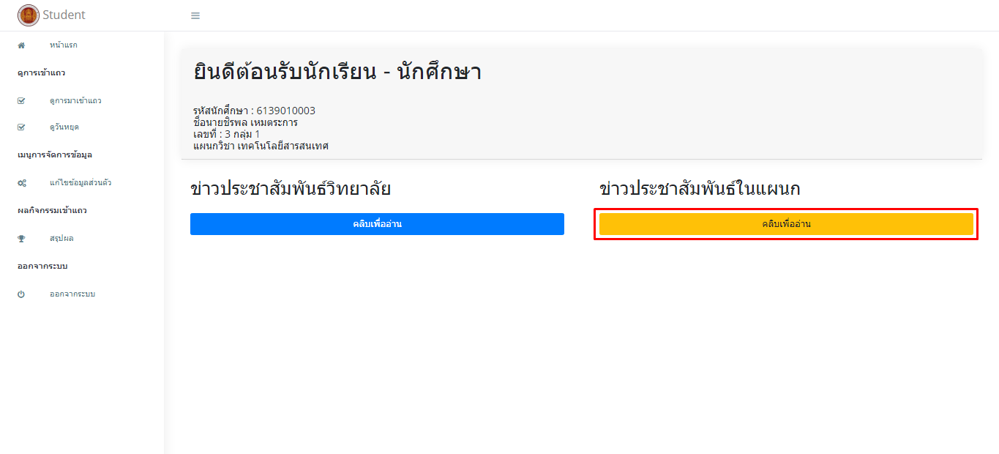 Student
หน้าแรก
ดูการเข้าแถว
ดูการมาเข้าแถว
ดูวันหยุด
เมนูการจัดการข้อมูล
แก้ไขข้อมูลส่วนตัว
ผลกิจกรรมเข้าแถว
สรุปผล
ออกจากระบบ
ออกจากระบบ
ยินดีต้อนรับนักเรียน - นักศึกษา
รหัสนักศึกษา : 6139010003
ชื่อนายชิรพล เหมตระการ
เลขที่ : 3 กลุ่ม 1
แผนกวิชา เทคโนโลยีสารสนเทศ
ข่าวประชาสัมพันธ์วิทยาลัย
คลิบเพื่ออ่าน
ข่าวประชาสัมพันธ์ในแผนก
คลิบเพื่ออ่าน